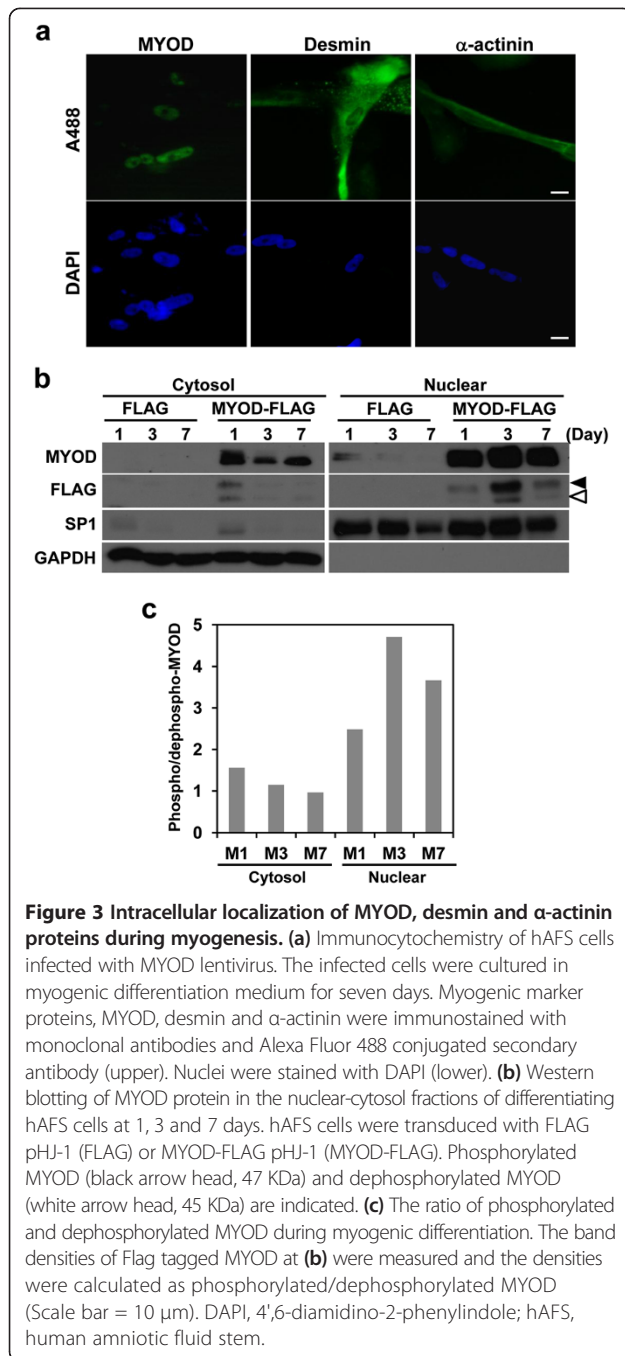 a
MYOD Desmin α-actinin
A488
DAPI
b
Cytosol Nuclear
FLAG MYOD-FLAG FLAG MYOD-FLAG
1 3 7 1 3 7 1 3 7 1 3 7 (Day)
MYOD
FLAG
SP1
GAPDH
c
Phospho/dephospho-MYOD
5
4
3
2
1
0
M1 M3 M7 M1 M3 M7
Cytosol Nuclear
Figure 3 Intracellular localization of MYOD, desmin and α-actinin
proteins during myogenesis. (a) Immunocytochemistry of hAFS cells
infected with MYOD lentivirus. The infected cells were cultured in
myogenic differentiation medium for seven days. Myogenic marker
proteins, MYOD, desmin and α-actinin were immunostained with
monoclonal antibodies and Alexa Fluor 488 conjugated secondary
antibody (upper). Nuclei were stained with DAPI (lower). (b) Western
blotting of MYOD protein in the nuclear-cytosol fractions of differentiating
hAFS cells at 1, 3 and 7 days. hAFS cells were transduced with FLAG
pHJ-1 (FLAG) or MYOD-FLAG pHJ-1 (MYOD-FLAG). Phosphorylated
MYOD (black arrow head, 47 KDa) and dephosphorylated MYOD
(white arrow head, 45 KDa) are indicated. (c) The ratio of phosphorylated
and dephosphorylated MYOD during myogenic differentiation. The band
densities of Flag tagged MYOD at (b) were measured and the densities
were calculated as phosphorylated/dephosphorylated MYOD
(Scale bar = 10 μm). DAPI, 4',6-diamidino-2-phenylindole; hAFS,
human amniotic fluid stem.